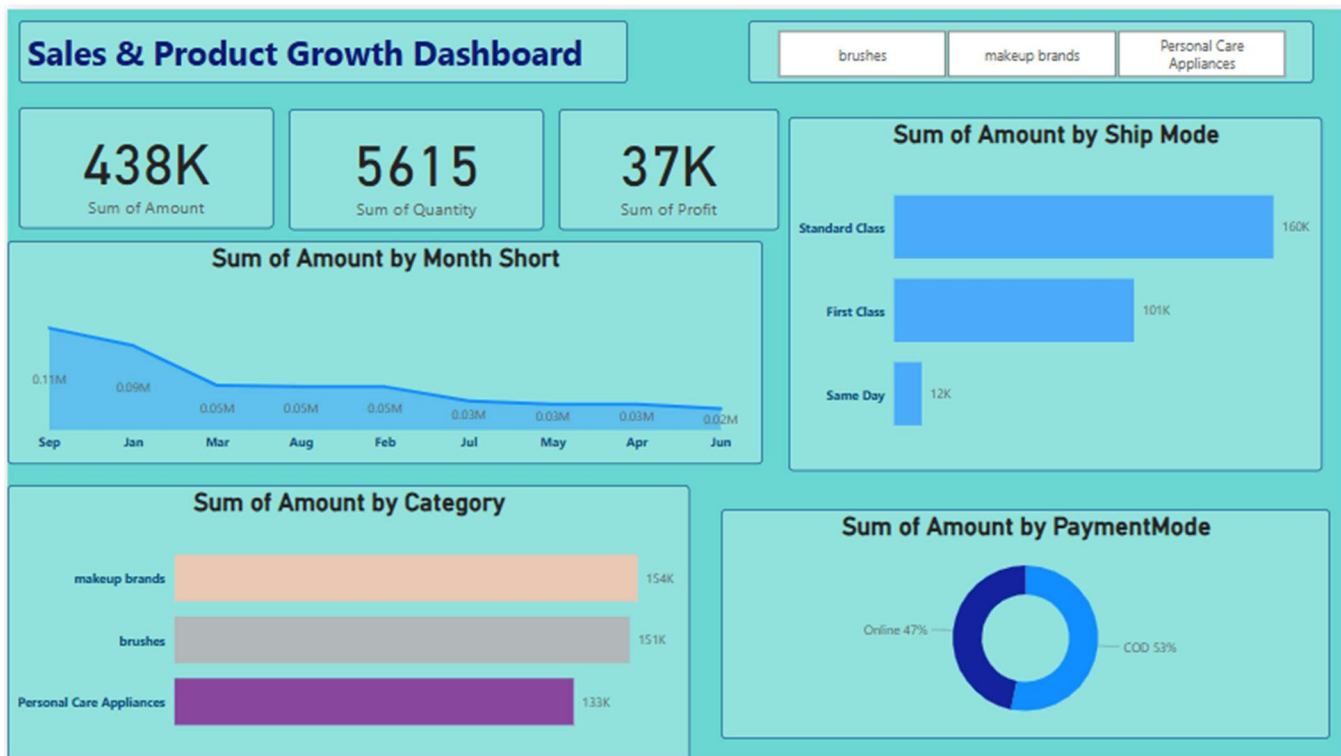 Sales & Product Growth Dashboard
brushes
makeup brands
Personal Care
Appliances
438K
Sum of Amount
5615
Sum of Quantity
37K
Sum of Profit
Sum of Amount by Ship Mode
Standard Class
160K
First Class
101K
Same Day
12K
Sum of Amount by Month Short
0.11M
0.09M
0.05M
0.05M
0.05M
0.03M
0.03M
0.03M
0.02M
Sep
Jan
Mar
Aug
Feb
Jul
May
Apr
Jun
Sum of Amount by Category
makeup brands
154K
brushes
151K
Personal Care Appliances
133K
Sum of Amount by PaymentMode
Online 47%
COD 53%